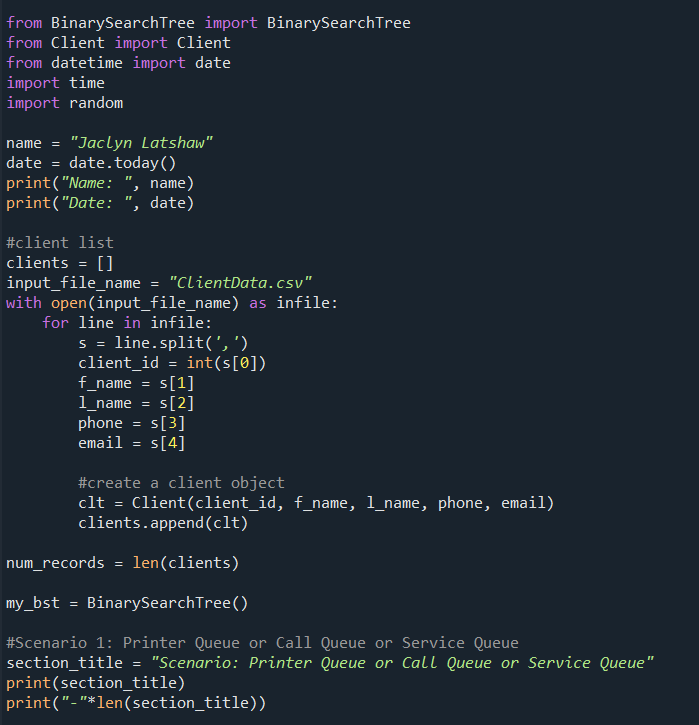 from BinarySearchTree import BinarySearchTree
from Client import Client
from datetime import date
import time
import random

name = "Jaclyn Latshaw"
date = date.today()
print("Name: ", name)
print("Date: ", date)

#client list
clients = []
input_file_name = "ClientData.csv"
with open(input_file_name) as infile:
    for line in infile:
        s = line.split(',')
        client_id = int(s[0])
        f_name = s[1]
        l_name = s[2]
        phone = s[3]
        email = s[4]

        #create a client object
        clt = Client(client_id, f_name, l_name, phone, email)
        clients.append(clt)

num_records = len(clients)

my_bst = BinarySearchTree()

#Scenario 1: Printer Queue or Call Queue or Service Queue
section_title = "Scenario: Printer Queue or Call Queue or Service Queue"
print(section_title)
print("-"*len(section_title))